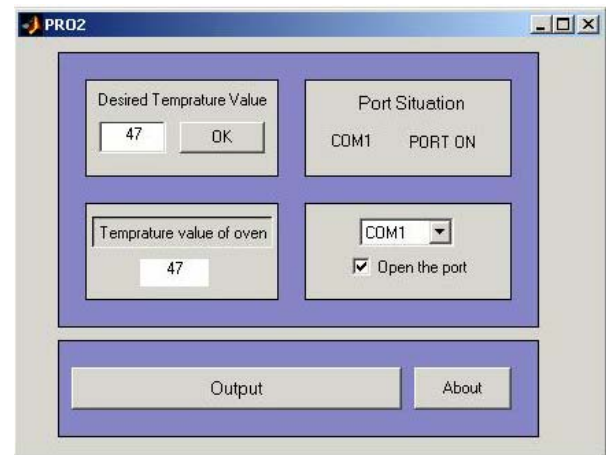 PRO2
Desired Temprature Value
47 OK
Port Situation
COM1 PORT ON
Temprature value of oven
47
COM1
Open the port
Output
About